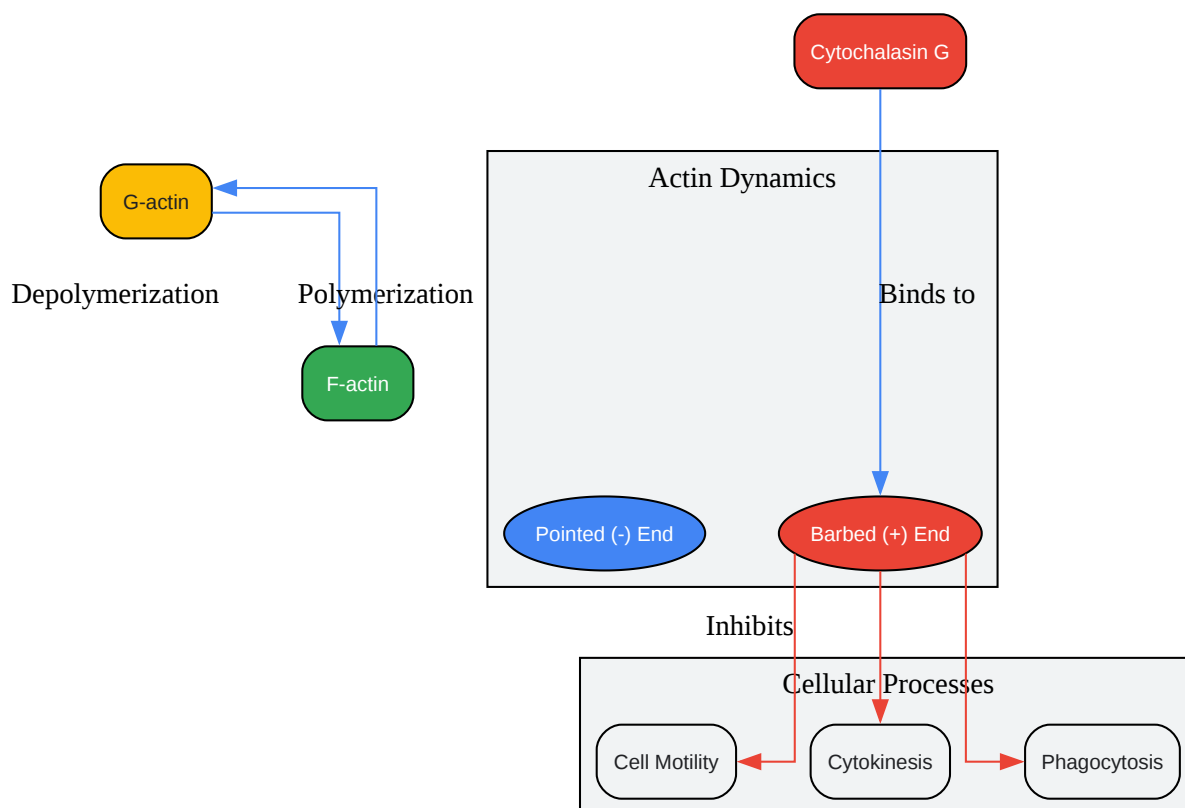 Cytochalasin G
Actin Dynamics
G-actin
Depolymerization
Polymerization
Binds to
F-actin
Pointed (-) End
Barbed (+) End
Inhibits
Cellular Processes
Cell Motility
Cytokinesis
Phagocytosis